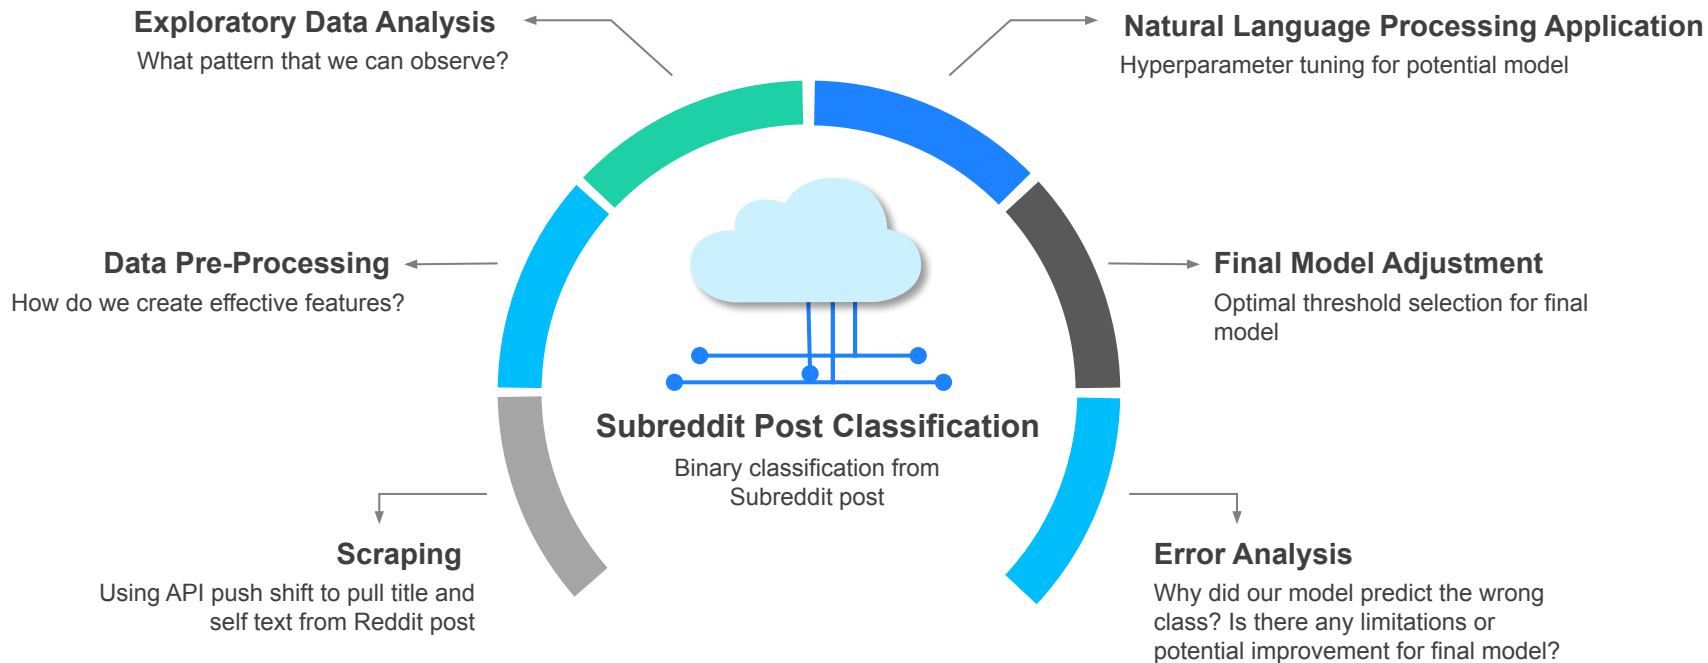 Exploratory Data Analysis
What pattern that we can observe?
Natural Language Processing Application
Hyperparameter tuning for potential model
Data Pre-Processing
How do we create effective features?
Final Model Adjustment
Optimal threshold selection for final
model
Subreddit Post Classification
Binary classification from
Subreddit post
Scraping
Using API push shift to pull title and
self text from Reddit post
Error Analysis
Why did our model predict the wrong
class? Is there any limitations or
potential improvement for final model?